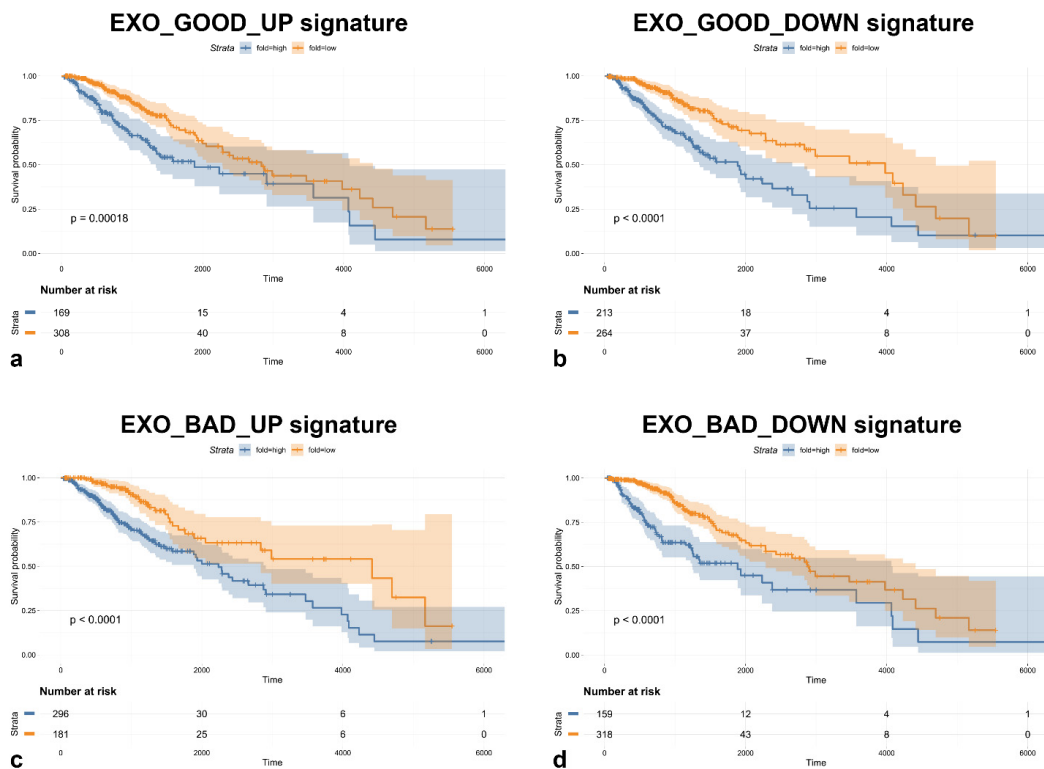 EXO_GOOD_UP signature
Strata fold=high fold=low
1.00
0.75
0.50
0.25
0.00
Survival probability
p = 0.00018
0 2000 4000 6000
Time
Number at risk
Strata
169 15 4 1
308 40 8 0
0 2000 4000 6000
Time
a
EXO_GOOD_DOWN signature
Strata fold=high fold=low
1.00
0.75
0.50
0.25
0.00
Survival probability
p < 0.0001
0 2000 4000 6000
Time
Number at risk
Strata
213 18 4 1
264 37 8 0
0 2000 4000 6000
Time
b
EXO_BAD_UP signature
Strata fold=high fold=low
1.00
0.75
0.50
0.25
0.00
Survival probability
p < 0.0001
0 2000 4000 6000
Time
Number at risk
Strata
296 30 6 1
181 25 6 0
0 2000 4000 6000
Time
c
EXO_BAD_DOWN signature
Strata fold=high fold=low
1.00
0.75
0.50
0.25
0.00
Survival probability
p < 0.0001
0 2000 4000 6000
Time
Number at risk
Strata
159 12 4 1
318 43 8 0
0 2000 4000 6000
Time
d